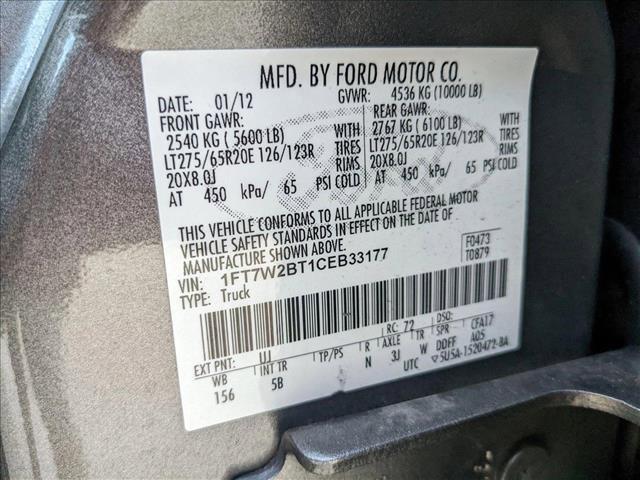 MFD. BY FORD MOTOR CO.
DATE: 01/12 GVWR: 4536 KG (10000 LB)
FRONT GAWR: REAR GAWR:
2540 KG ( 5600 LB) WITH 2767 KG ( 6100 LB) WITH
LT275/65R20E 126/123R TIRES LT275/65R20E 126/123R TIRES
20X8.0J RIMS 20X8.0J RIMS
AT 450 kPa/ 65 PSI COLD AT 450 kPa/ 65 PSI COLD
THIS VEHICLE CONFORMS TO ALL APPLICABLE FEDERAL MOTOR
VEHICLE SAFETY STANDARDS IN EFFECT ON THE DATE OF
MANUFACTURE SHOWN ABOVE.
VIN: 1FT7W2BT1CEB33177 F0473
TYPE: Truck T0879
EXT PNT: UJ RC: 72 DSO:
WB INT TR TP/PS R AXLE TR SPR CFA17
156 5B N 3J W DDFF A05
UTC ▽5U5A-1520472-BA